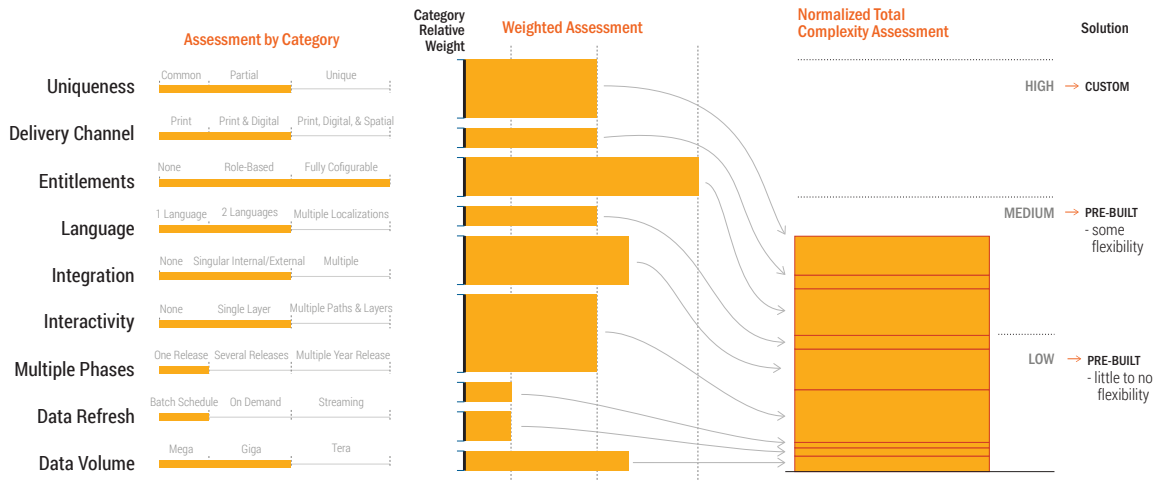 Assessment by Category
Category
Relative
Weight
Weighted Assessment
Normalized Total
Complexity Assessment
Solution
Uniqueness
Common Partial Unique
Delivery Channel
Print Print & Digital Print, Digital, & Spatial
Entitlements
None Role-Based Fully Cofigurable
Language
1 Language 2 Languages Multiple Localizations
Integration
None Singular Internal/External Multiple
Interactivity
None Single Layer Multiple Paths & Layers
Multiple Phases
One Release Several Releases Multiple Year Release
Data Refresh
Batch Schedule On Demand Streaming
Data Volume
Mega Giga Tera
HIGH → CUSTOM
MEDIUM → PRE-BUILT
- some
flexibility
LOW → PRE-BUILT
- little to no
flexibility